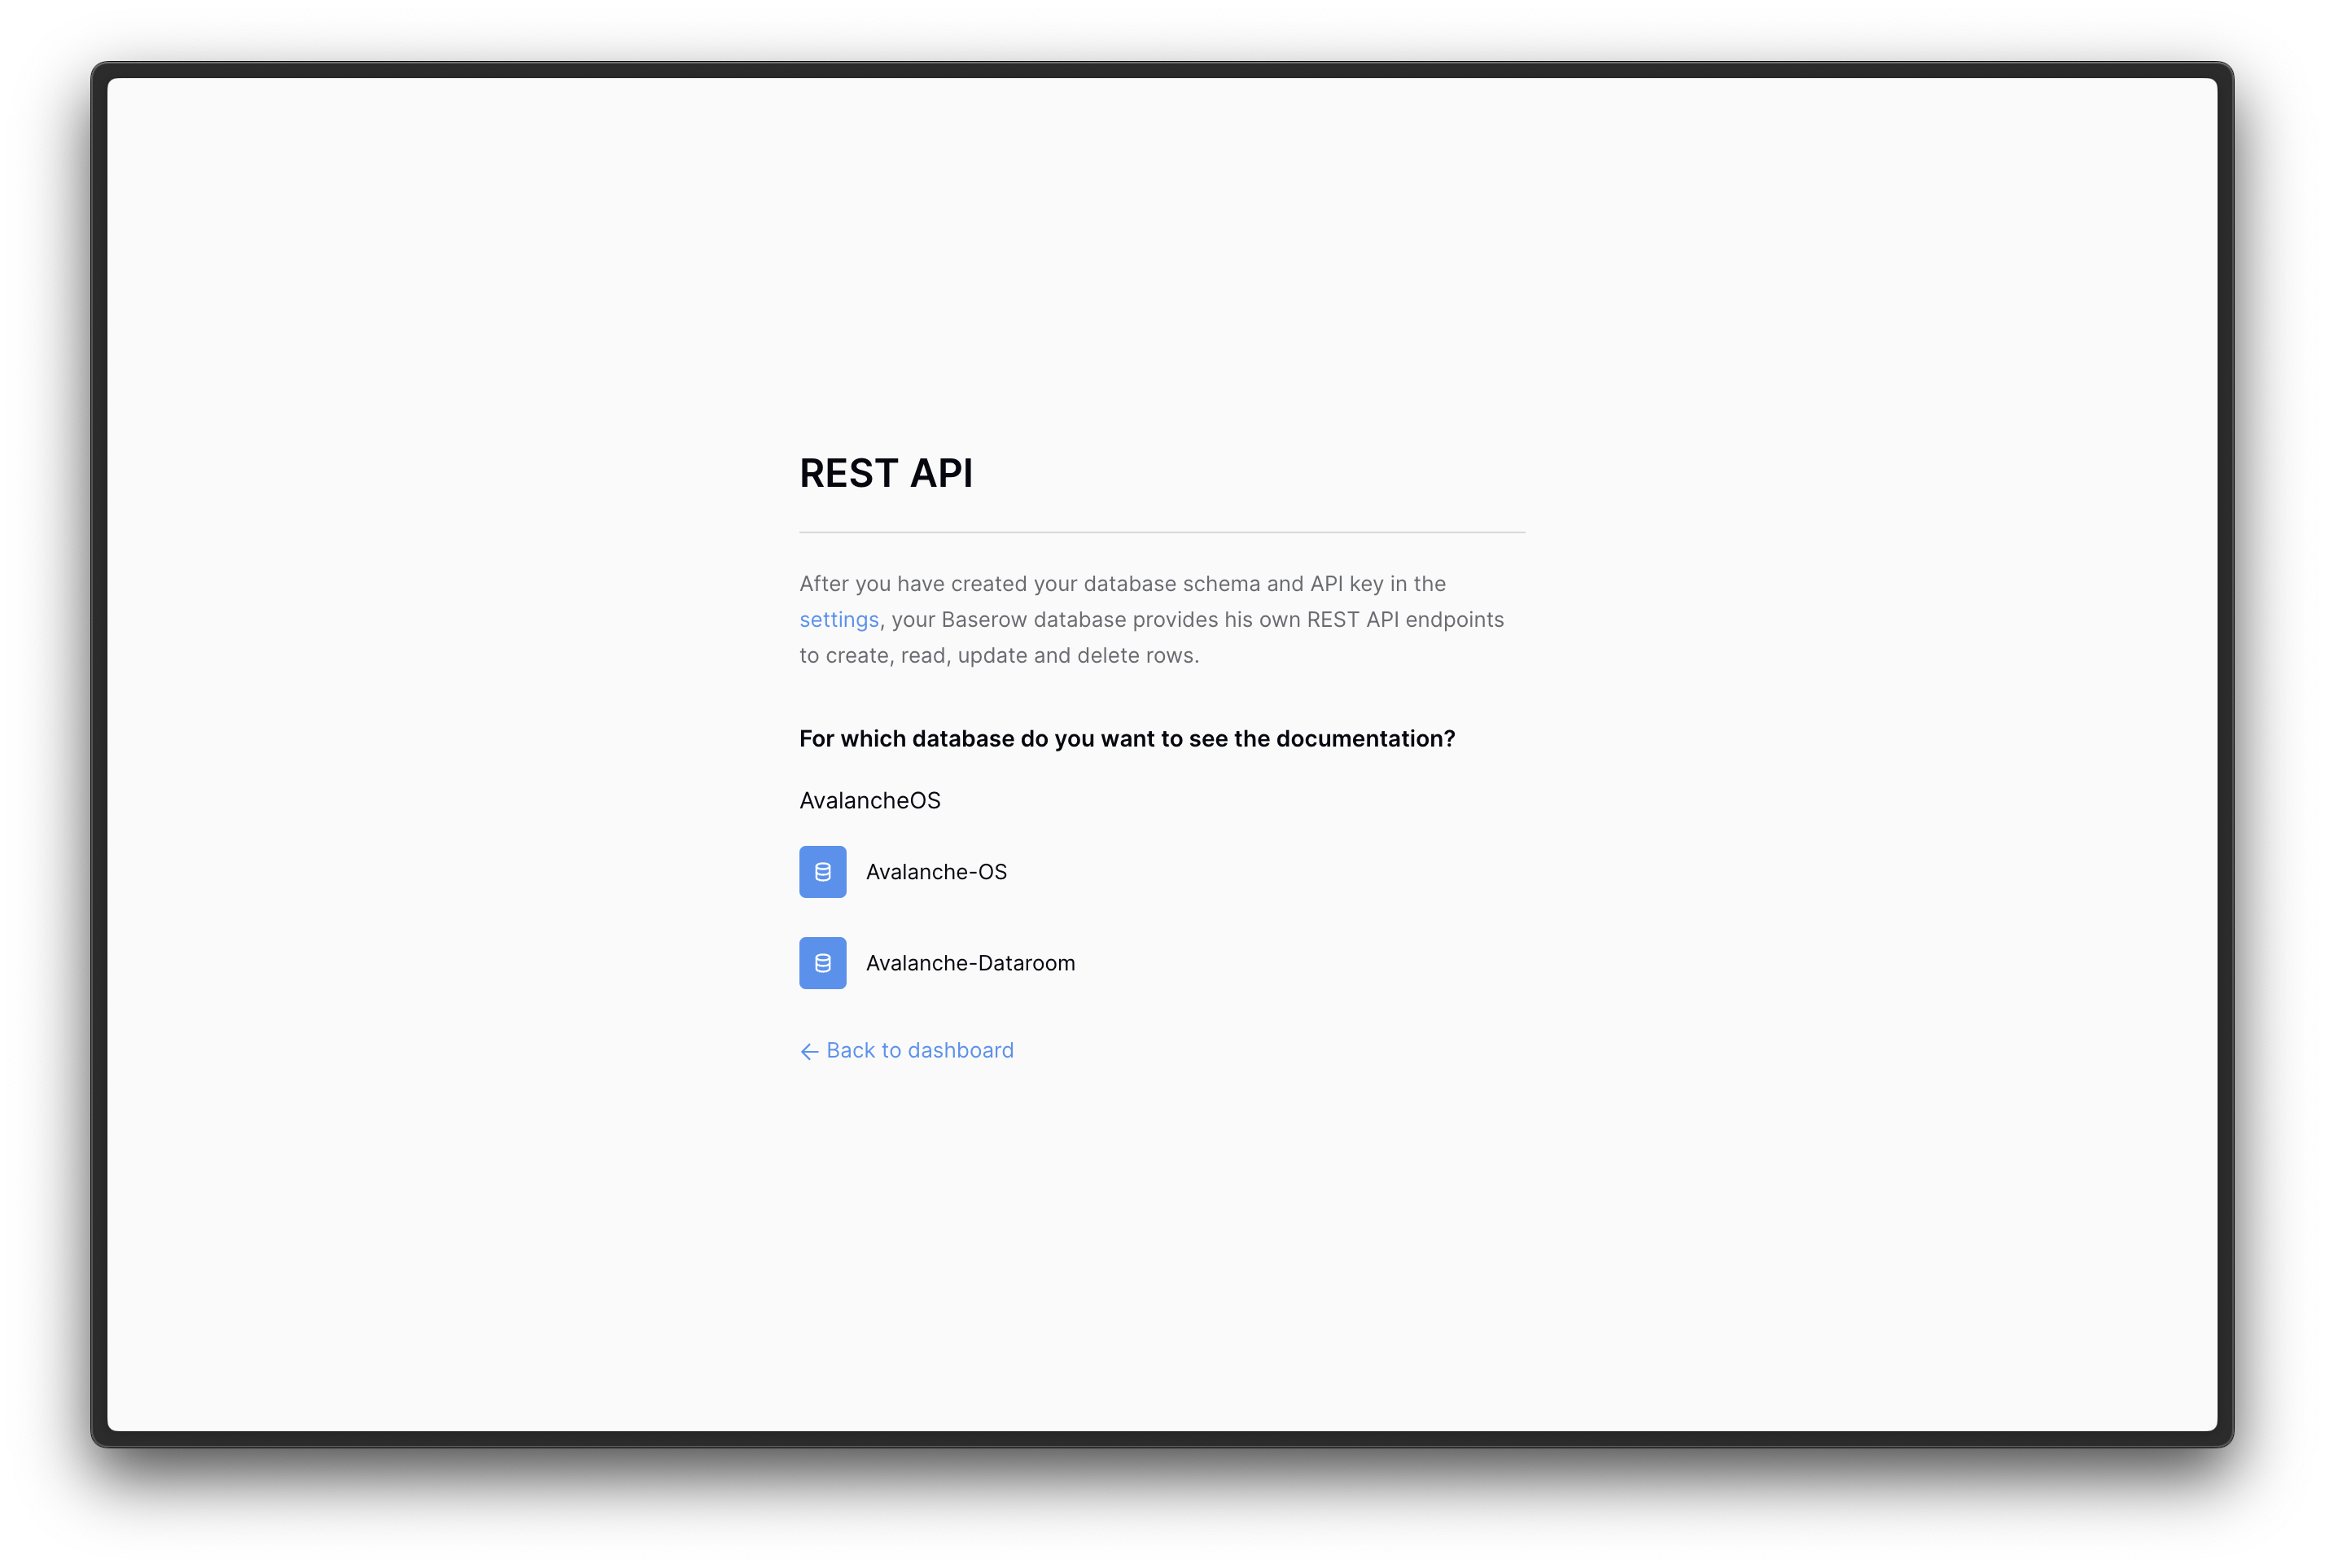 REST API
After you have created your database schema and API key in the
settings, your Baserow database provides his own REST API endpoints
to create, read, update and delete rows.
For which database do you want to see the documentation?
AvalancheOS
Avalanche-OS
Avalanche-Dataroom
← Back to dashboard